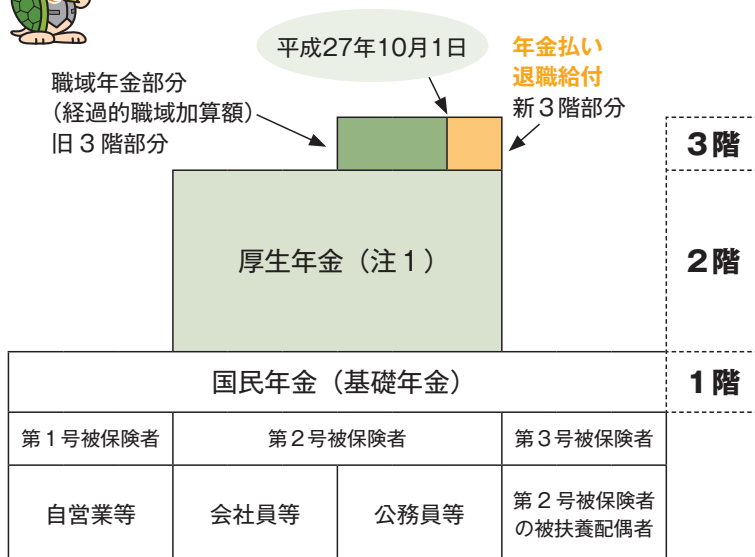 平成27年10月1日
年金払い
退職給付
新3階部分
職域年金部分
（経過的職域加算額）
旧3階部分
3階
厚生年金（注1）
2階
国民年金（基礎年金）
1階
第1号被保険者
第2号被保険者
第3号被保険者
自営業等
会社員等
公務員等
第2号被保険者
の被扶養配偶者